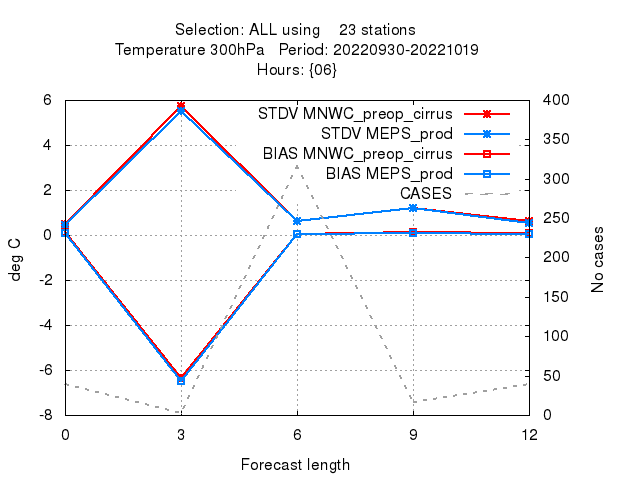 Selection: ALL using 23 stations
Temperature 300hPa Period: 20220930-20221019
Hours: {06}
STDV MNWC_preop_cirrus
STDV MEPS_prod
BIAS MNWC_preop_cirrus
BIAS MEPS_prod
CASES
deg C
6
4
2
0
-2
-4
-6
-8
No cases
400
350
300
250
200
150
100
50
0
0 3 6 9 12
Forecast length